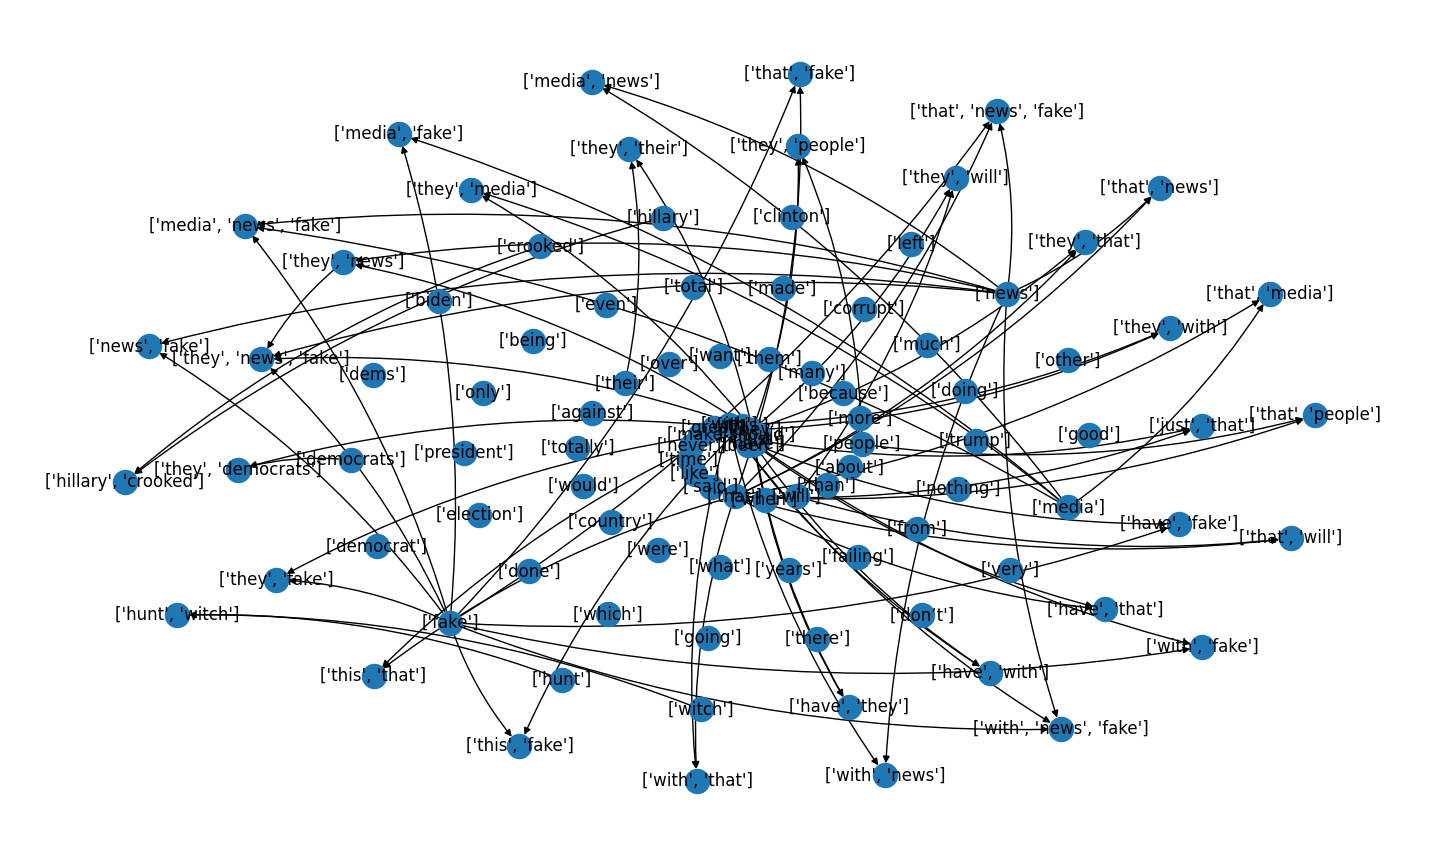 ['media', 'news']
['that', 'fake']
['that', 'news', 'fake']
['media', 'fake']
['they', 'their']
['they', 'people']
['they', 'will']
['that', 'news']
['they', 'media']
['hillary']
['clinton']
['media', 'news', 'fake']
['crooked']
['left']
['they', 'that']
['they', 'news']
['total']
['made']
['news']
['that', 'media']
['biden']
['even']
['corrupt']
['they', 'with']
['news', 'fake']
['being']
['much']
['they', 'news', 'fake']
['over']
['want']
['them']
['other']
['dems']
['their']
['many']
['only']
['because']
['doing']
['against']
['more']
['that', 'people']
['just', 'that']
['democrats']
['president']
['totally']
['people']
['trump']
['good']
['they', 'democrats']
['about']
['hillary', 'crooked']
['like']
['would']
['said']
['that']
['when']
['will']
['than']
['nothing']
['media']
['election']
['country']
['from']
['have', 'fake']
['that', 'will']
['democrat']
['were']
['failing']
['they', 'fake']
['done']
['what']
['years']
['very']
['hunt', 'witch']
['fake']
['which']
['don't']
['have', 'that']
['going']
['there']
['with', 'fake']
['this', 'that']
['hunt']
['have', 'with']
['witch']
['have', 'they']
['with', 'news', 'fake']
['this', 'fake']
['with', 'that']
['with', 'news']